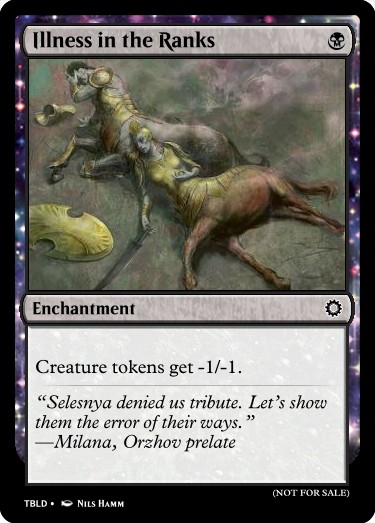 Illness in the Ranks
Enchantment
Creature tokens get -1/-1.
“Selesnya denied us tribute. Let’s show
them the error of their ways.”
—Milana, Orzhov prelate
(NOT FOR SALE)
TBLD • Nils Hamm